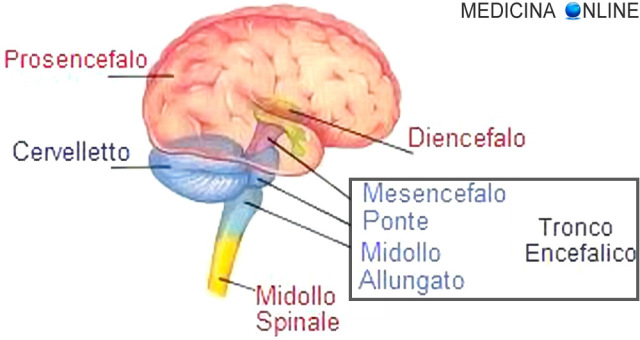 MEDICINA ONLINE
Prosencefalo
Diencefalo
Cervelletto
Mesencefalo
Ponte
Midollo
Allungato
Tronco
Encefalico
Midollo
Spinale